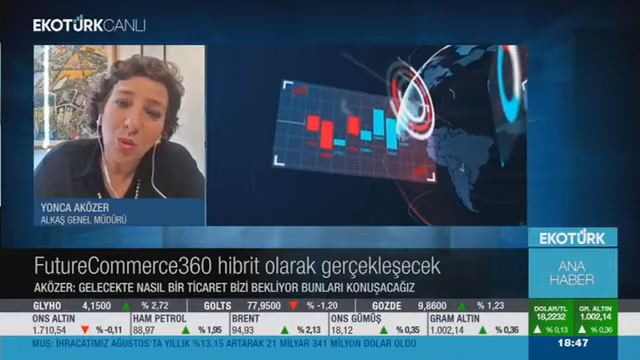 EKOTÜRK CANLI
YONCA AKÖZER
ALKAŞ GENEL MÜDÜRÜ
EKOTÜRK
ANA
HABER
FutureCommerce360 hibrit olarak gerçekleşecek
AKÖZER: GELECEKTE NASIL BİR TİCARET BİZİ BEKLİYOR BUNLARI KONUŞACAĞIZ
GLYHO 4,1500 % 2,72 GOLTS 77,9500 % -1,20 GOZDE 9,8600 % 1,23
DOLAR/TL 18,2232 % 0,13
GR. ALTIN 1.002,14 % 0,36
ONS ALTIN 1.710,54 % -0,11
HAM PETROL 88,97 % 1,95
BRENT 94,93 % 2,13
ONS GÜMÜŞ 18,12 % 0,35
GRAM ALTIN 1.002,14 % 0,36
MUŞ: İHRACATIMIZ AĞUSTOS'TA YILLIK %13,15 ARTARAK 21 MİLYAR 341 MİLYON DOLAR OLDU
18:47